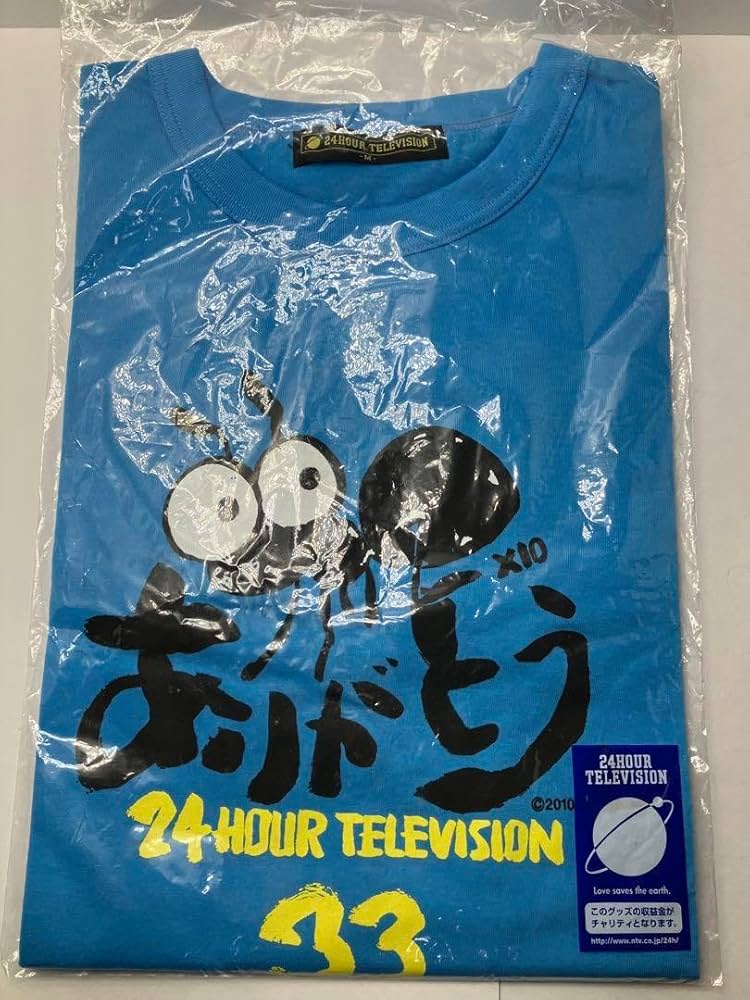 24HOUR TELEVISION
-M-
×10
ありがとう
©2010
24 HOUR TELEVISION
33
24HOUR
TELEVISION
Love saves the earth.
このグッズの収益金が
チャリティとなります。
http://www.ntv.co.jp/24h/